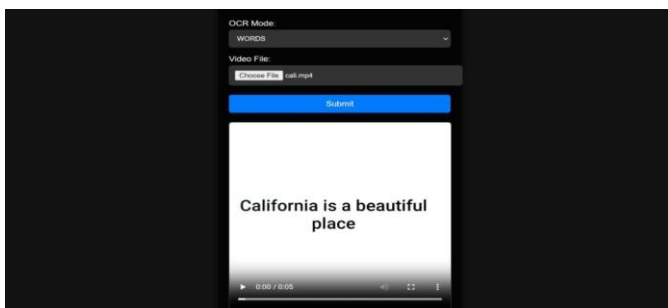 OCR Mode:
WORDS
Video File:
Choose File cali.mp4
Submit
California is a beautiful
place
0:00 / 0:05